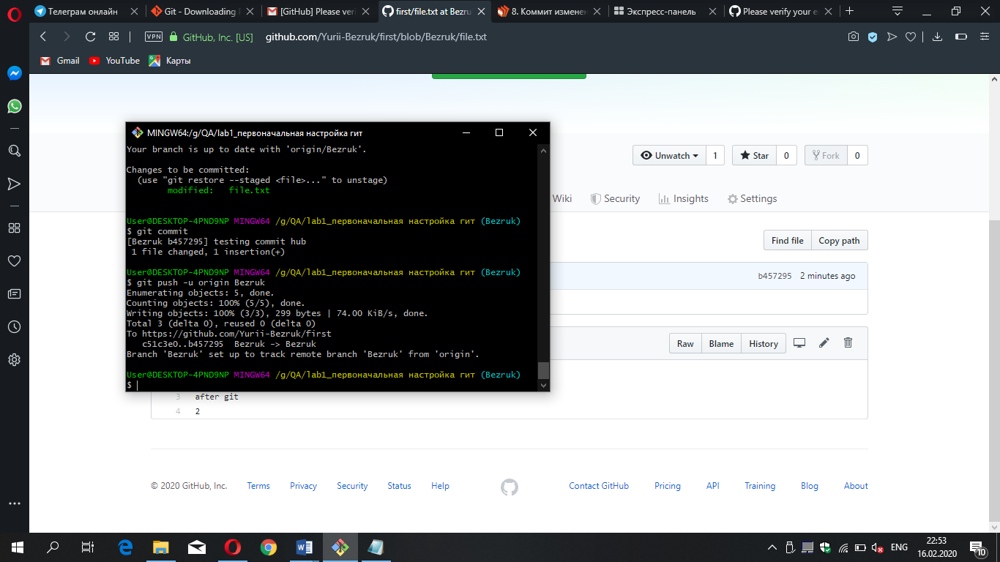 Телеграм онлайн
Git - Downloading
[GitHub] Please veri
first/file.txt at Bezru
8. Коммит изменен
Экспресс-панель
Please verify your e
VPN
GitHub, Inc. [US]
github.com/Yurii-Bezruk/first/blob/Bezruk/file.txt
Gmail
YouTube
Карты
MINGW64:/g/QA/lab1_первоначальная настройка гит
Your branch is up to date with 'origin/Bezruk'.
Changes to be committed:
(use "git restore --staged <file>..." to unstage)
modified: file.txt
User@DESKTOP-4PND9NP MINGW64 /g/QA/lab1_первоначальная настройка гит (Bezruk)
$ git commit
[Bezruk b457295] testing commit hub
1 file changed, 1 insertion(+)
User@DESKTOP-4PND9NP MINGW64 /g/QA/lab1_первоначальная настройка гит (Bezruk)
$ git push -u origin Bezruk
Enumerating objects: 5, done.
Counting objects: 100% (5/5), done.
Writing objects: 100% (3/3), 299 bytes | 74.00 KiB/s, done.
Total 3 (delta 0), reused 0 (delta 0)
To https://github.com/Yurii-Bezruk/first
c51c3e0..b457295 Bezruk -> Bezruk
Branch 'Bezruk' set up to track remote branch 'Bezruk' from 'origin'.
User@DESKTOP-4PND9NP MINGW64 /g/QA/lab1_первоначальная настройка гит (Bezruk)
$
Unwatch 1
Star 0
Fork 0
Wiki
Security
Insights
Settings
Find file
Copy path
b457295 2 minutes ago
Raw
Blame
History
3 after git
4 2
© 2020 GitHub, Inc.
Terms
Privacy
Security
Status
Help
Contact GitHub
Pricing
API
Training
Blog
About
ENG
22:53
16.02.2020
10